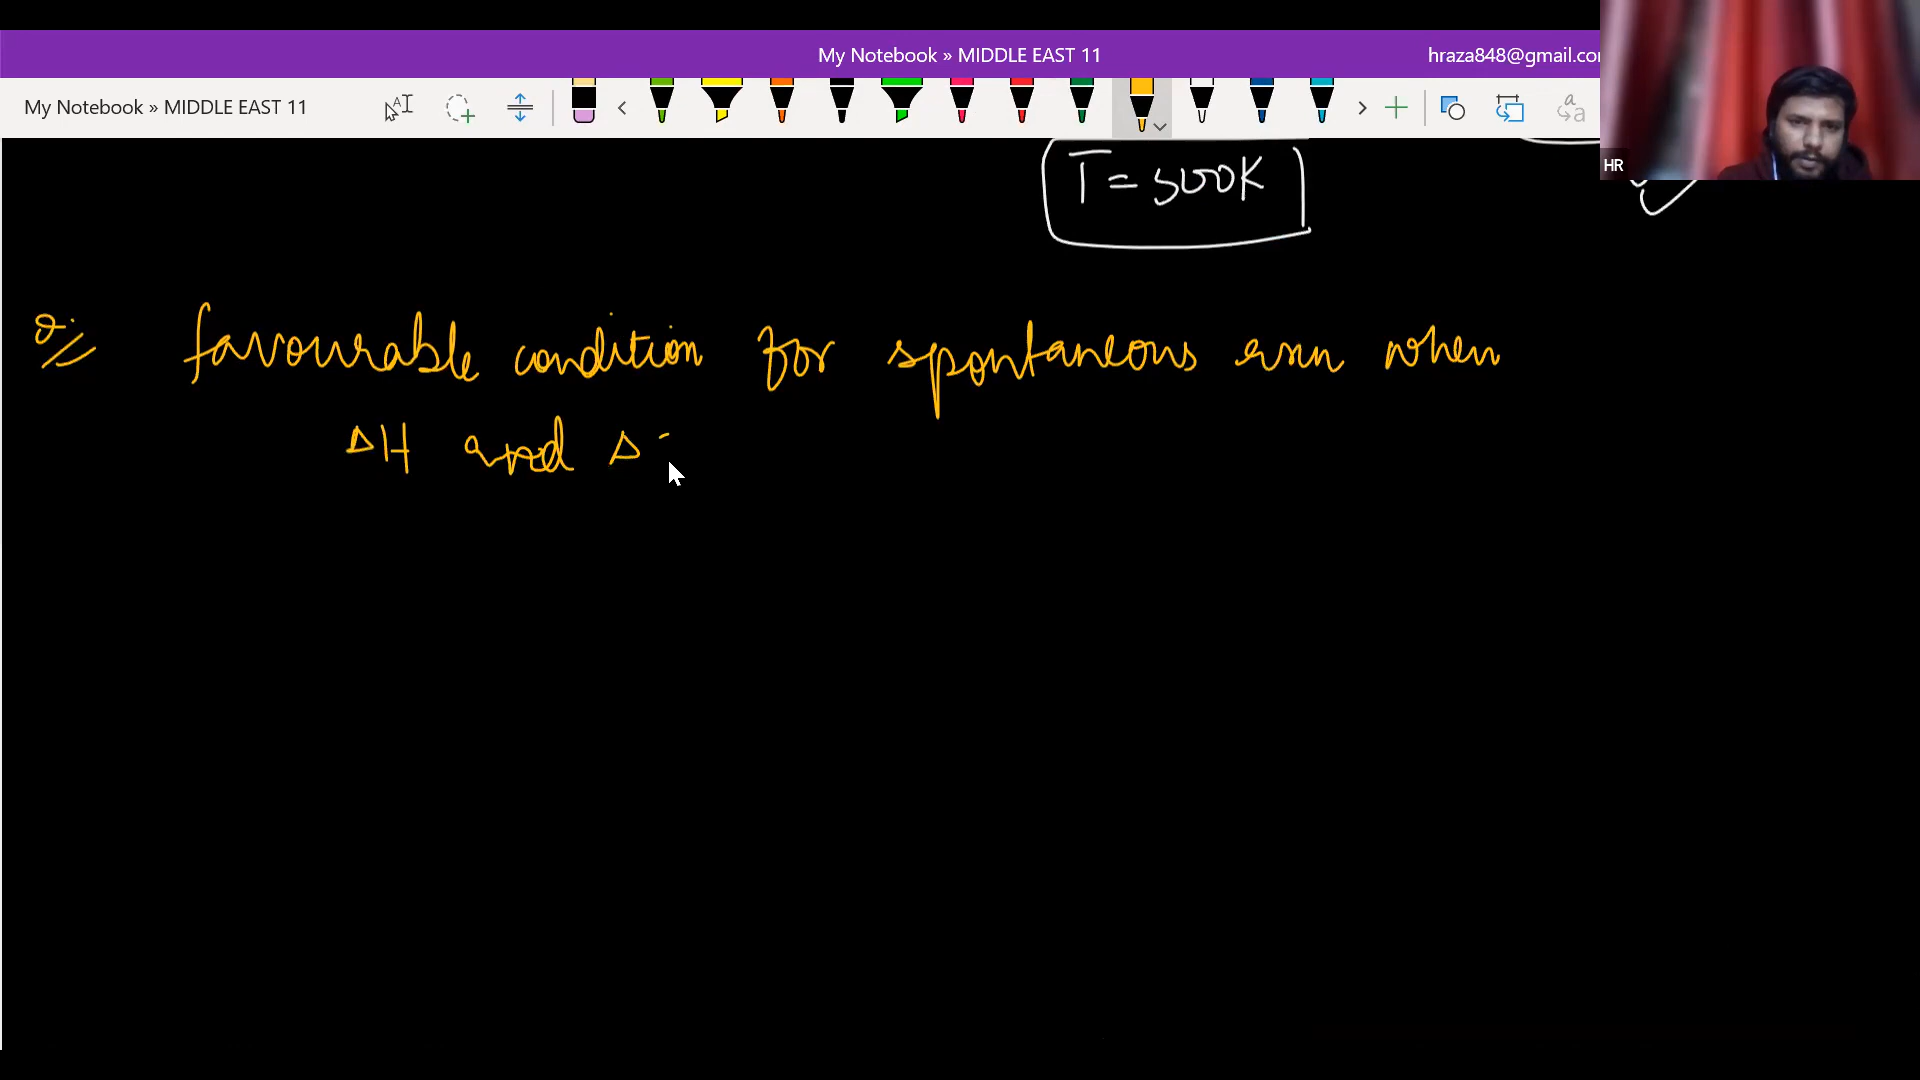 My Notebook » MIDDLE EAST 11
hraza848@gmail.co
My Notebook » MIDDLE EAST 11
HR
T = 500K
Q:
favourable condition for spontaneous rxn when
ΔH and Δ